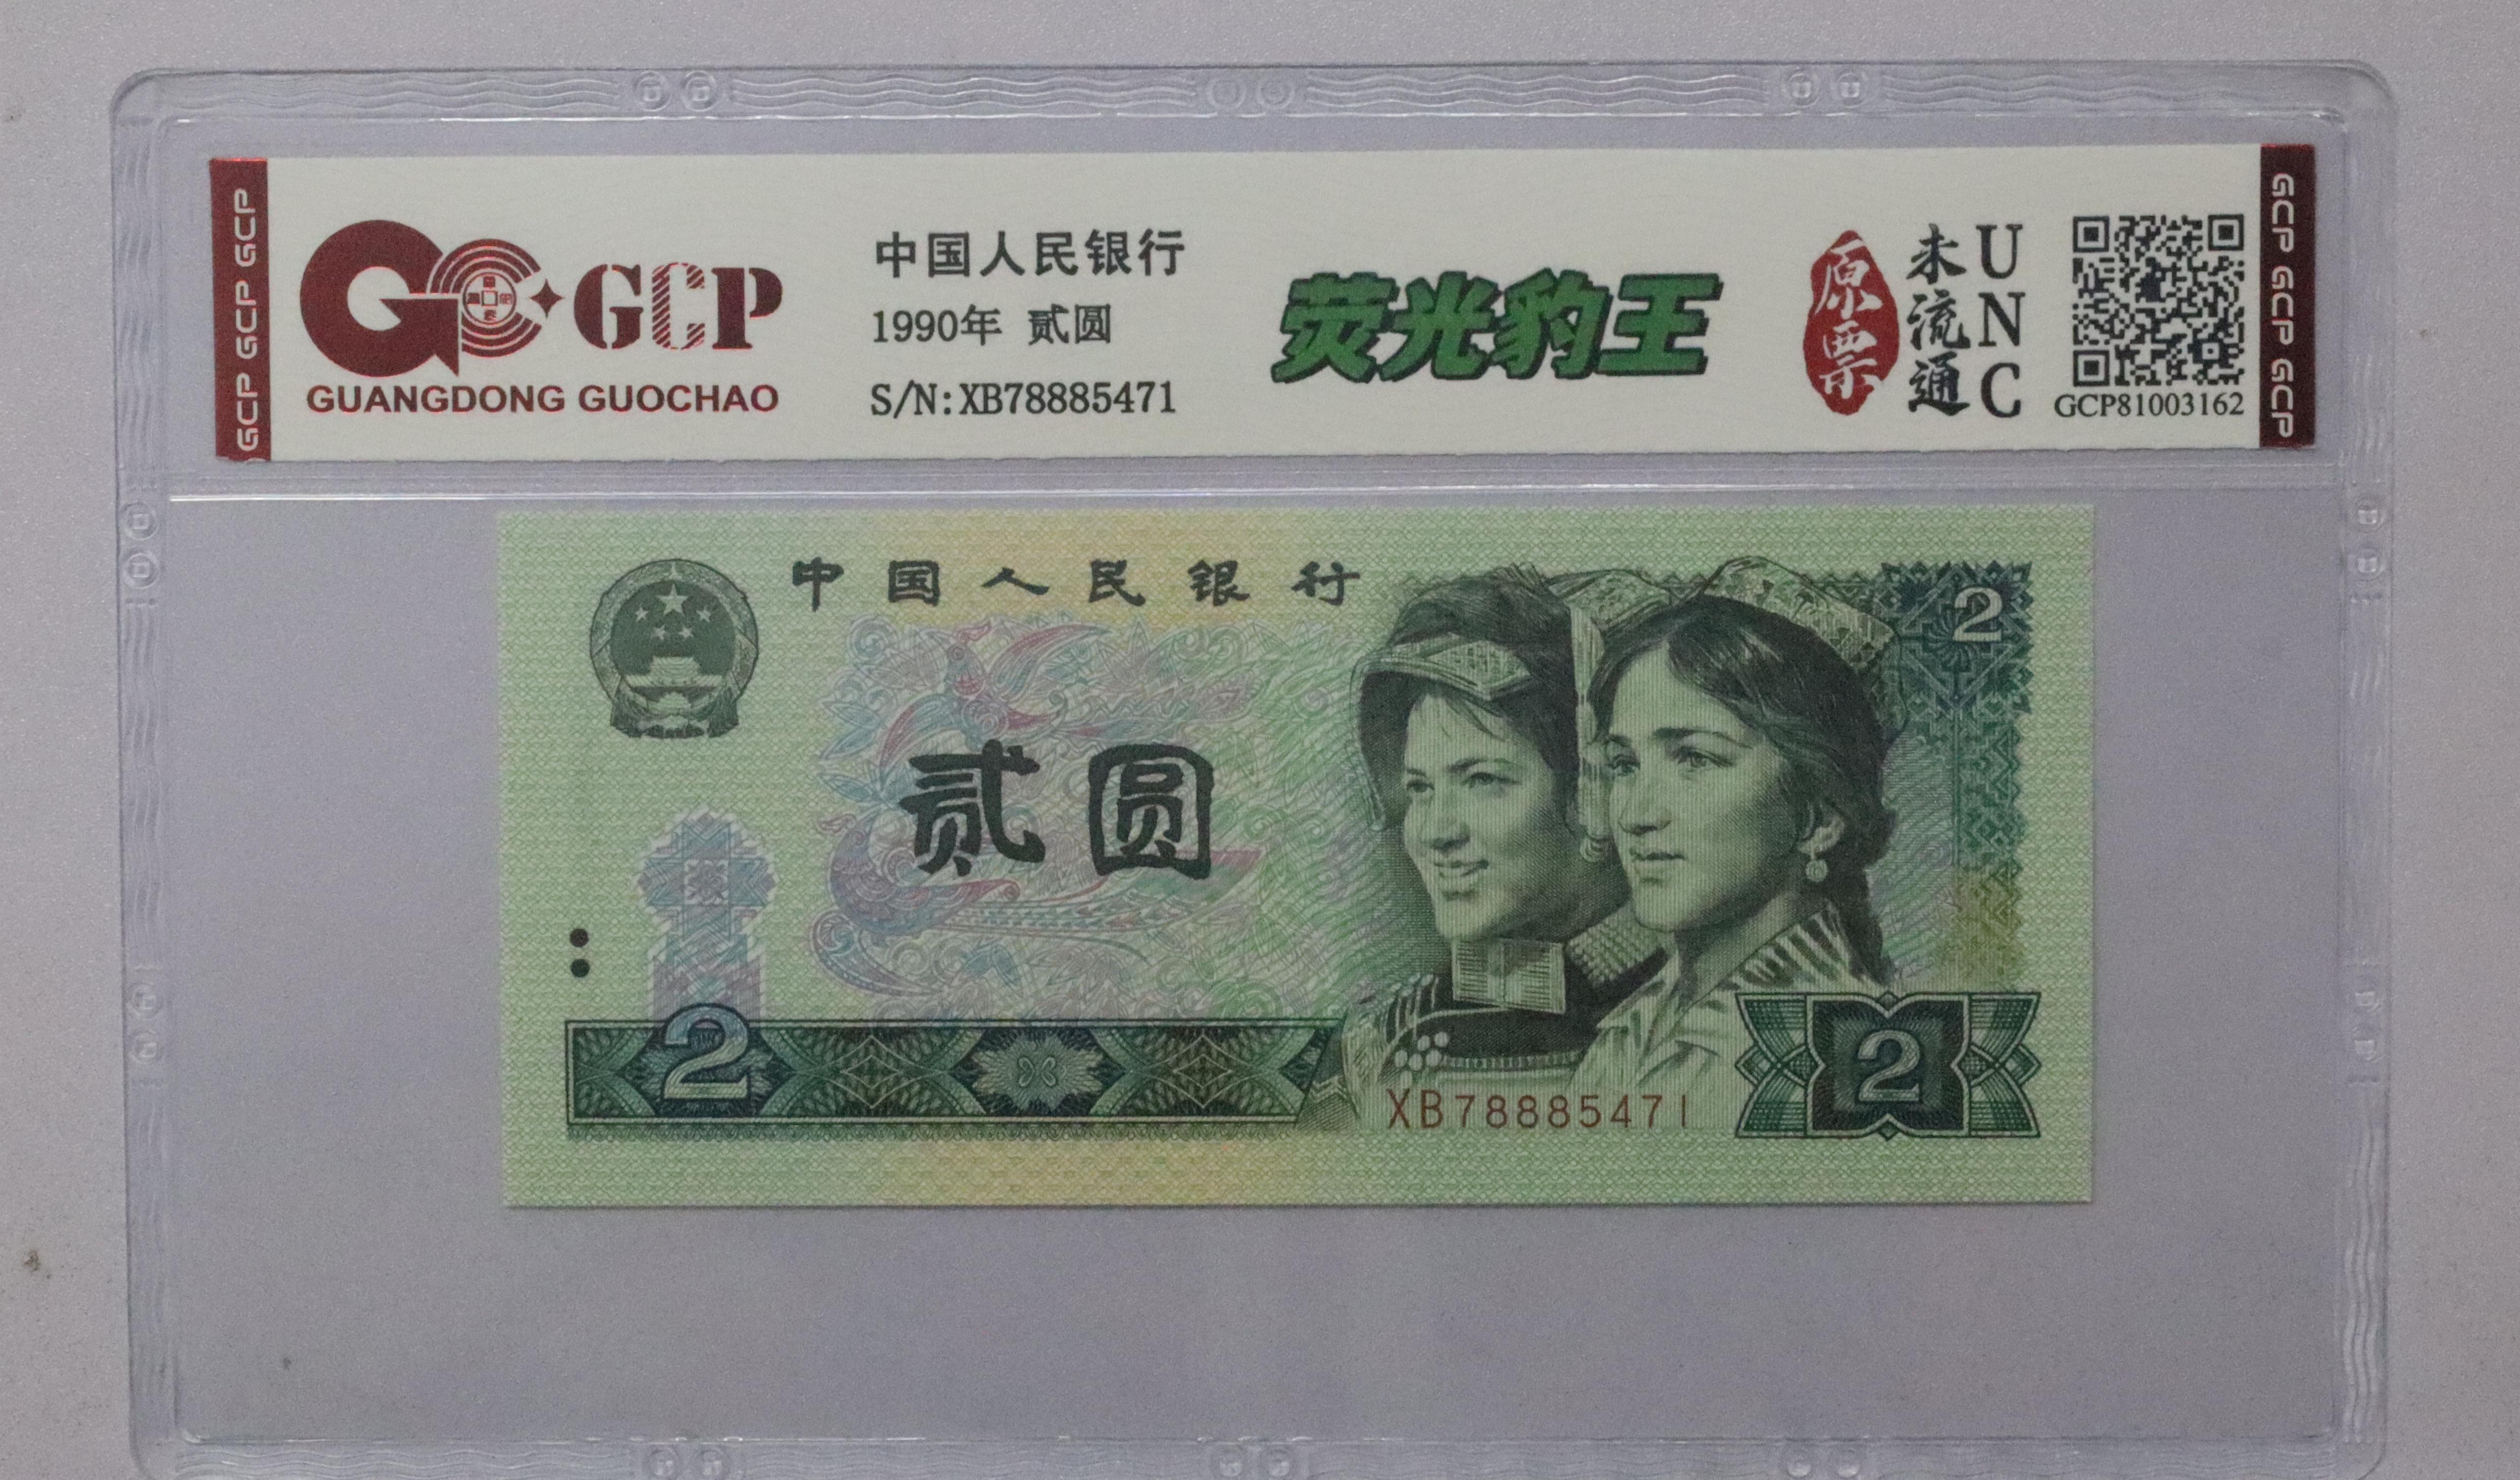 GCP GCP GCP
GCP
GUANGDONG GUOCHAO
中国人民银行
1990年 贰圆
S/N:XB78885471
荧光豹王
原票
未流通
UNC
GCP81003162
GCP GCP GCP
中国人民银行
2
贰圆
2
XB78885471
2